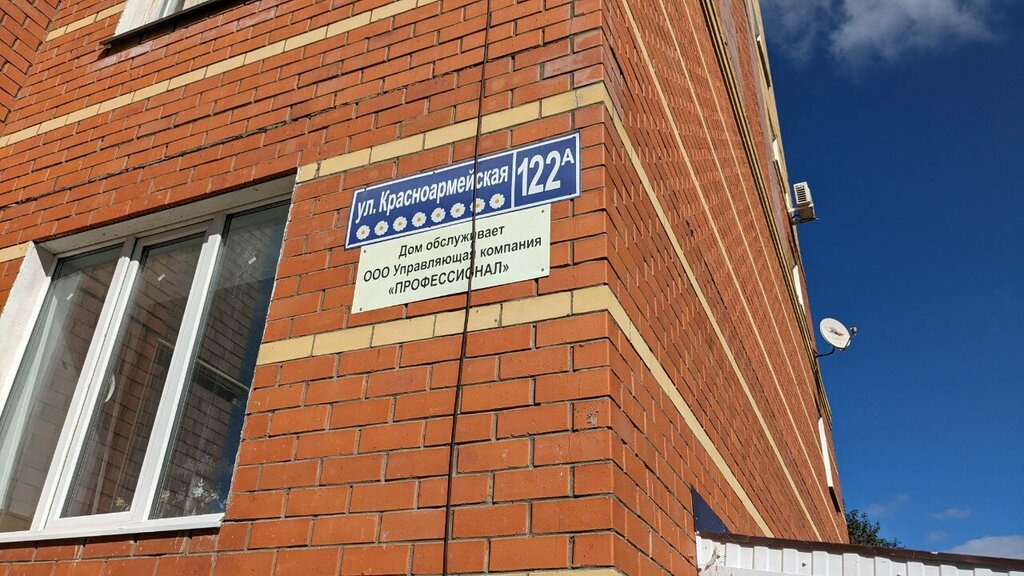 ул. Красноармейская 122А
Дом обслуживает
ООО Управляющая компания
«ПРОФЕССИОНАЛ»